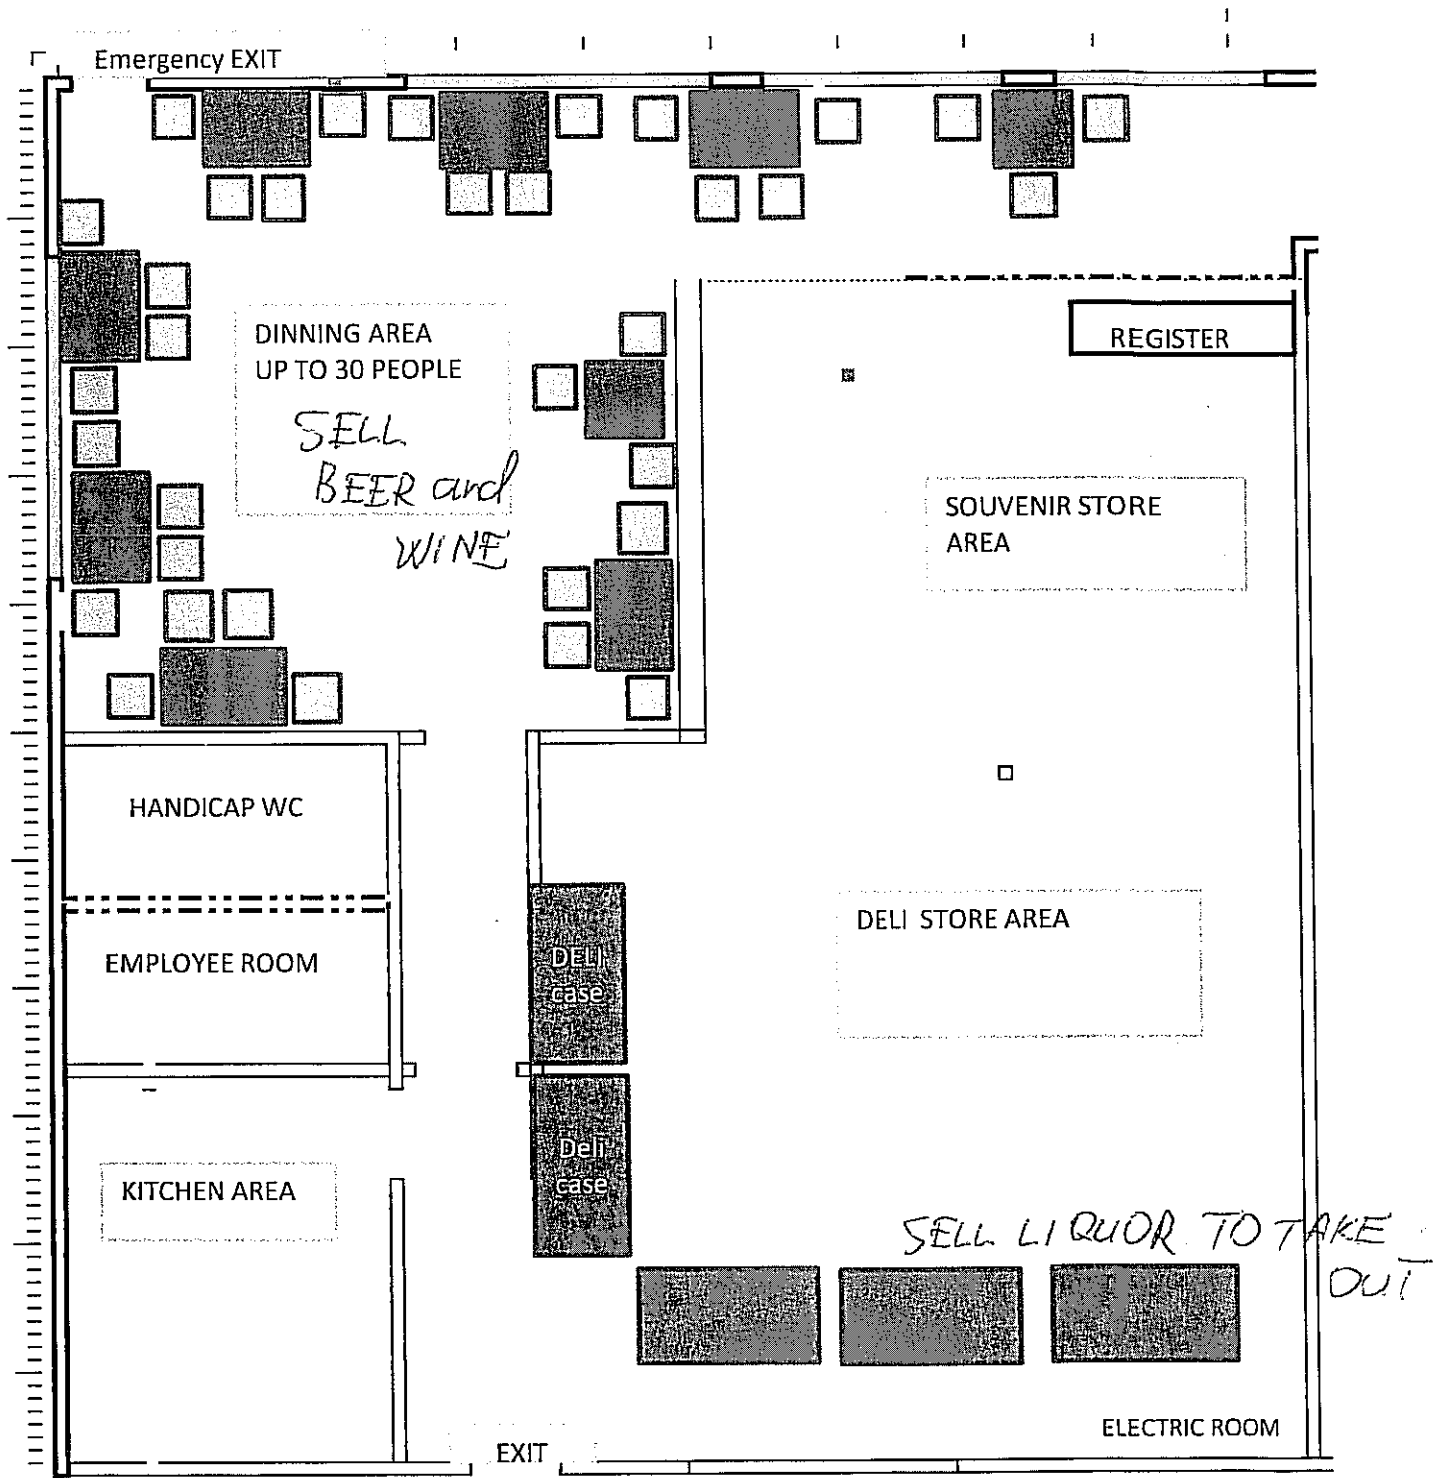 Emergency EXIT
DINNING AREA
UP TO 30 PEOPLE
SELL
BEER and
WINE
REGISTER
SOUVENIR STORE
AREA
HANDICAP WC
EMPLOYEE ROOM
DELI
case
DELI STORE AREA
Deli
case
KITCHEN AREA
SELL LIQUOR TO TAKE
OUT
ELECTRIC ROOM
EXIT